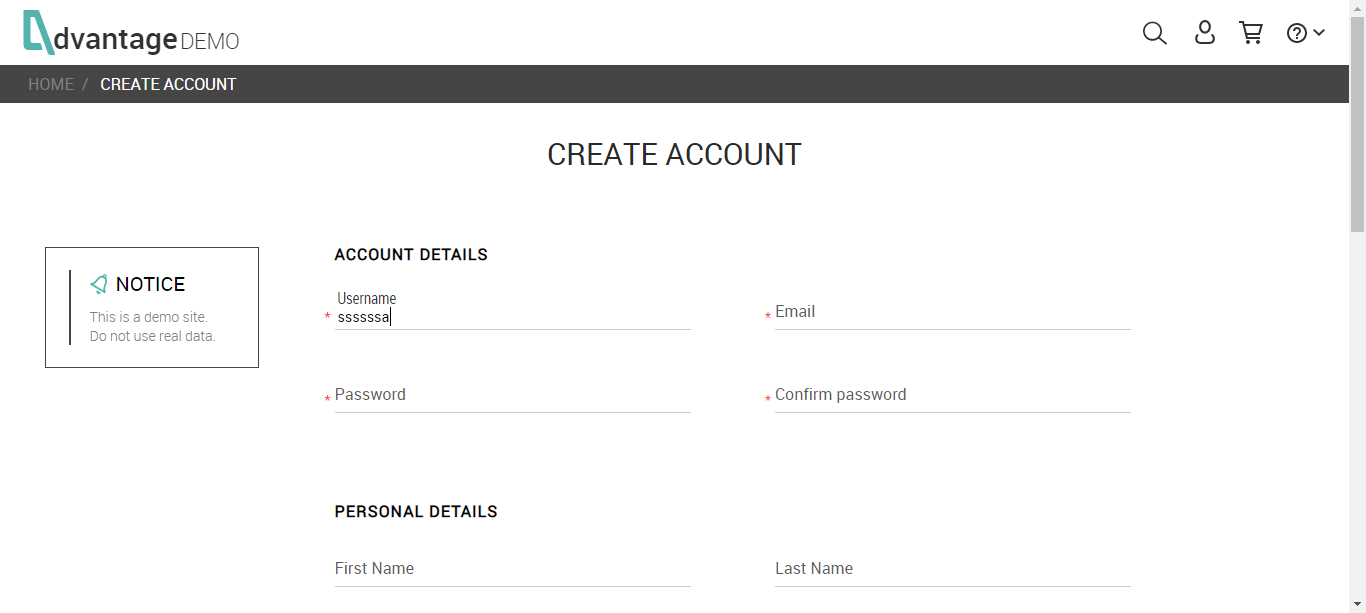 dvantage DEMO
HOME / CREATE ACCOUNT
CREATE ACCOUNT
NOTICE
This is a demo site.
Do not use real data.
ACCOUNT DETAILS
Username
* ssssssa
* Email
* Password
* Confirm password
PERSONAL DETAILS
First Name
Last Name